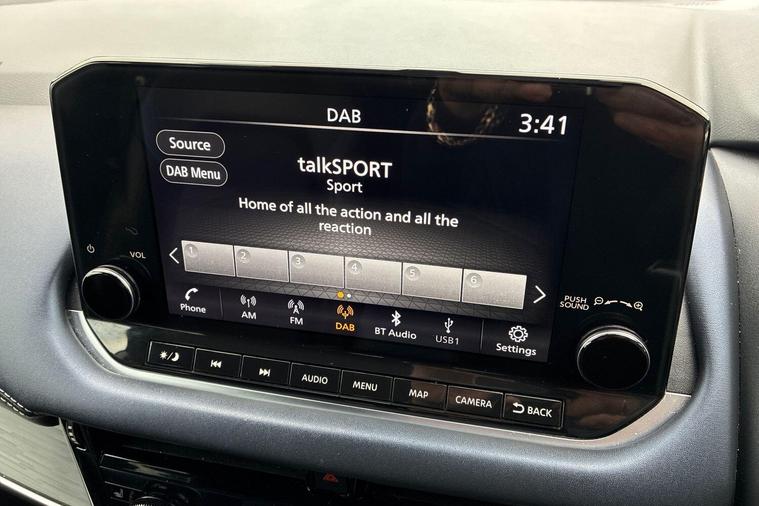 DAB
3:41
Source
DAB Menu
talkSPORT
Sport
Home of all the action and all the
reaction
VOL
1 2 3 4 5 6
PUSH
SOUND
Phone AM FM DAB BT Audio USB1 Settings
AUDIO MENU MAP CAMERA BACK